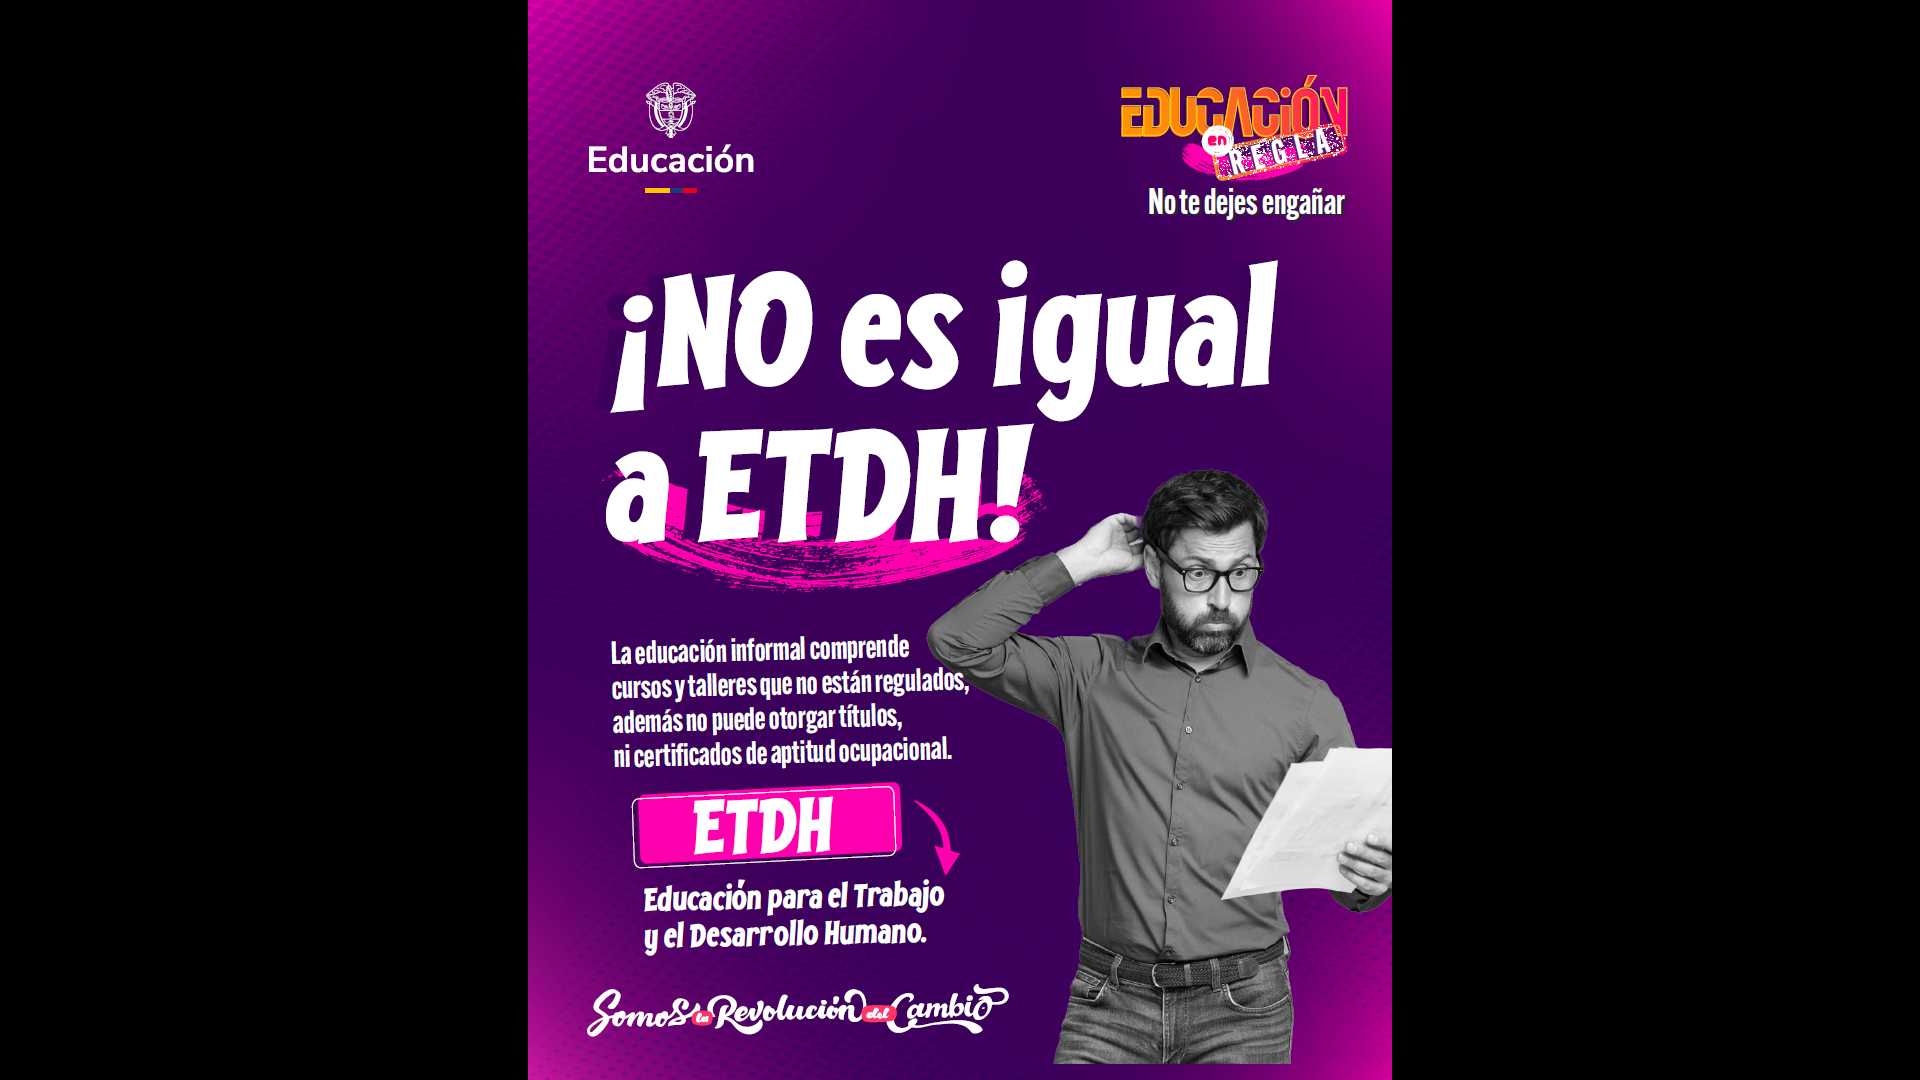 Educación
EDUCACIÓN
en
REGLA
No te dejes engañar
¡NO es igual
a ETDH!
La educación informal comprende
cursos y talleres que no están regulados,
además no puede otorgar títulos,
ni certificados de aptitud ocupacional.
ETDH
Educación para el Trabajo
y el Desarrollo Humano.
Somos la Revolución del Cambio